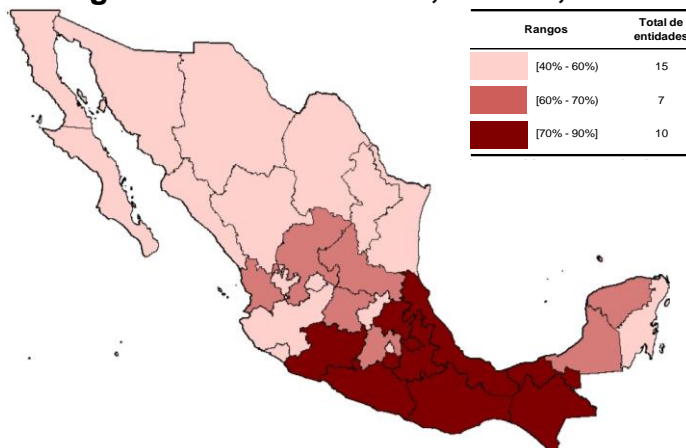 Rangos Total de entidades
[40% - 60%) 15
[60% - 70%) 7
[70% - 90%] 10